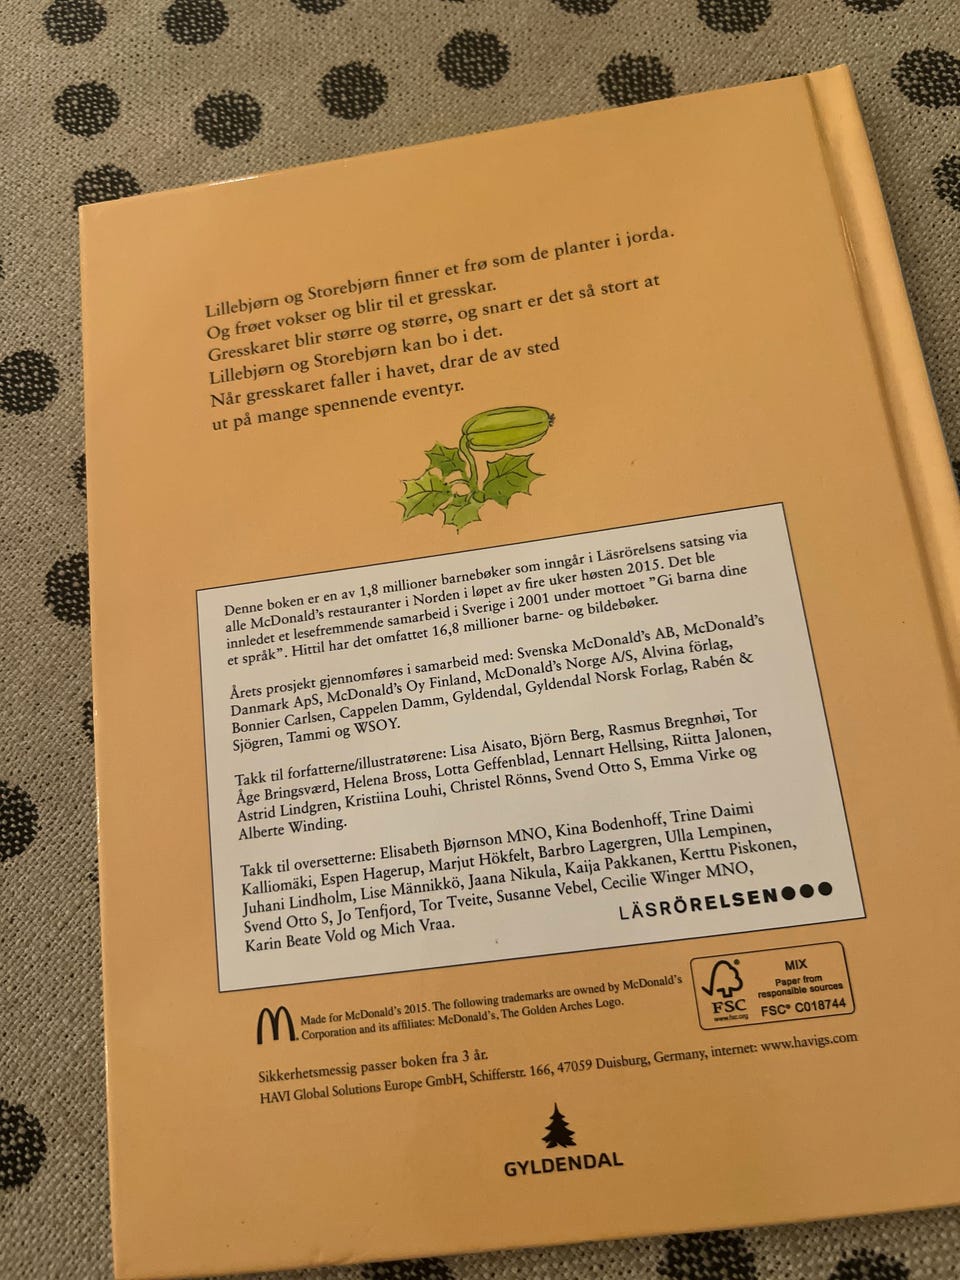 Lillebjørn og Storebjørn finner et frø som de planter i jorda.
Og frøet vokser og blir til et gresskar.
Gresskaret blir større og større, og snart er det så stort at
Lillebjørn og Storebjørn kan bo i det.
Når gresskaret faller i havet, drar de av sted
ut på mange spennende eventyr.
Denne boken er en av 1,8 millioner barnebøker som inngår i Läsrörelsens satsing via
alle McDonald's restauranter i Norden i løpet av fire uker høsten 2015. Det ble
innledet et lesefremmende samarbeid i Sverige i 2001 under mottoet "Gi barna dine
et språk". Hittil har det omfattet 16,8 millioner barne- og bildebøker.
Årets prosjekt gjennomføres i samarbeid med: Svenska McDonald's AB, McDonald's
Danmark ApS, McDonald's Oy Finland, McDonald's Norge A/S, Alvina förlag,
Bonnier Carlsen, Cappelen Damm, Gyldendal, Gyldendal Norsk Forlag, Rabén &
Sjögren, Tammi og WSOY.
Takk til forfatterne/illustratørene: Lisa Aisato, Björn Berg, Rasmus Bregnhøi, Tor
Åge Bringsværd, Helena Bross, Lotta Geffenblad, Lennart Hellsing, Riitta Jalonen,
Astrid Lindgren, Kristiina Louhi, Christel Rönns, Svend Otto S, Emma Virke og
Alberte Winding.
Takk til oversetterne: Elisabeth Bjørnson MNO, Kina Bodenhoff, Trine Daimi
Kalliomäki, Espen Hagerup, Marjut Hökfelt, Barbro Lagergren, Ulla Lempinen,
Juhani Lindholm, Lise Männikkö, Jaana Nikula, Kaija Pakkanen, Kerttu Piskonen,
Svend Otto S, Jo Tenfjord, Tor Tveite, Susanne Vebel, Cecilie Winger MNO,
Karin Beate Vold og Mich Vraa.
LÄSRÖRELSEN
Made for McDonald's 2015. The following trademarks are owned by McDonald's
Corporation and its affiliates: McDonald's, The Golden Arches Logo.
FSC
www.fsc.org
MIX
Paper from
responsible sources
FSC® C018744
Sikkerhetsmessig passer boken fra 3 år.
HAVI Global Solutions Europe GmbH, Schifferstr. 166, 47059 Duisburg, Germany, internet: www.havigs.com
GYLDENDAL